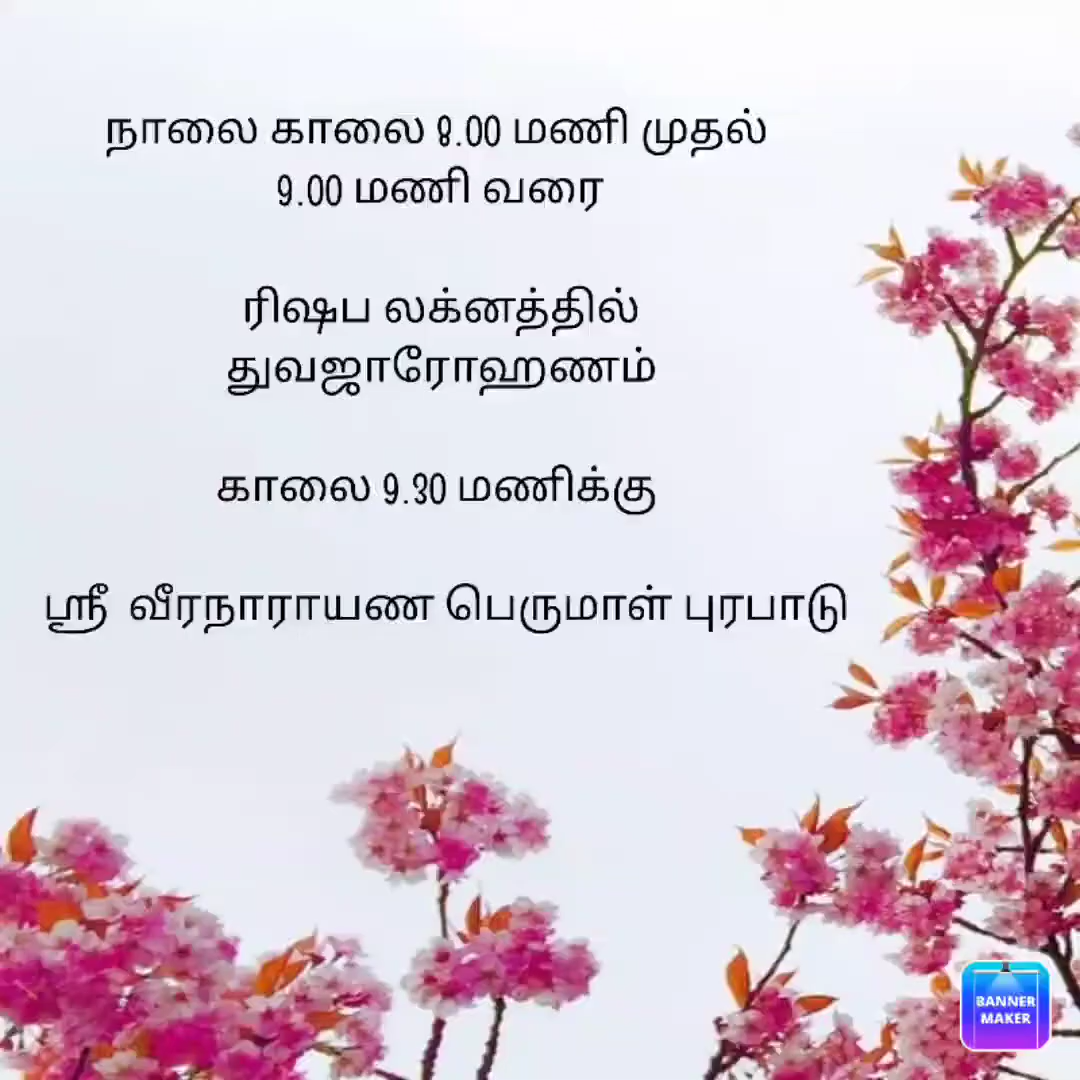 நாலை காலை 8.00 மணி முதல்
9.00 மணி வரை
ரிஷப லக்னத்தில்
துவஜாரோஹணம்
காலை 9.30 மணிக்கு
ஸ்ரீ வீரநாராயண பெருமாள் புரபாடு
BANNER
MAKER